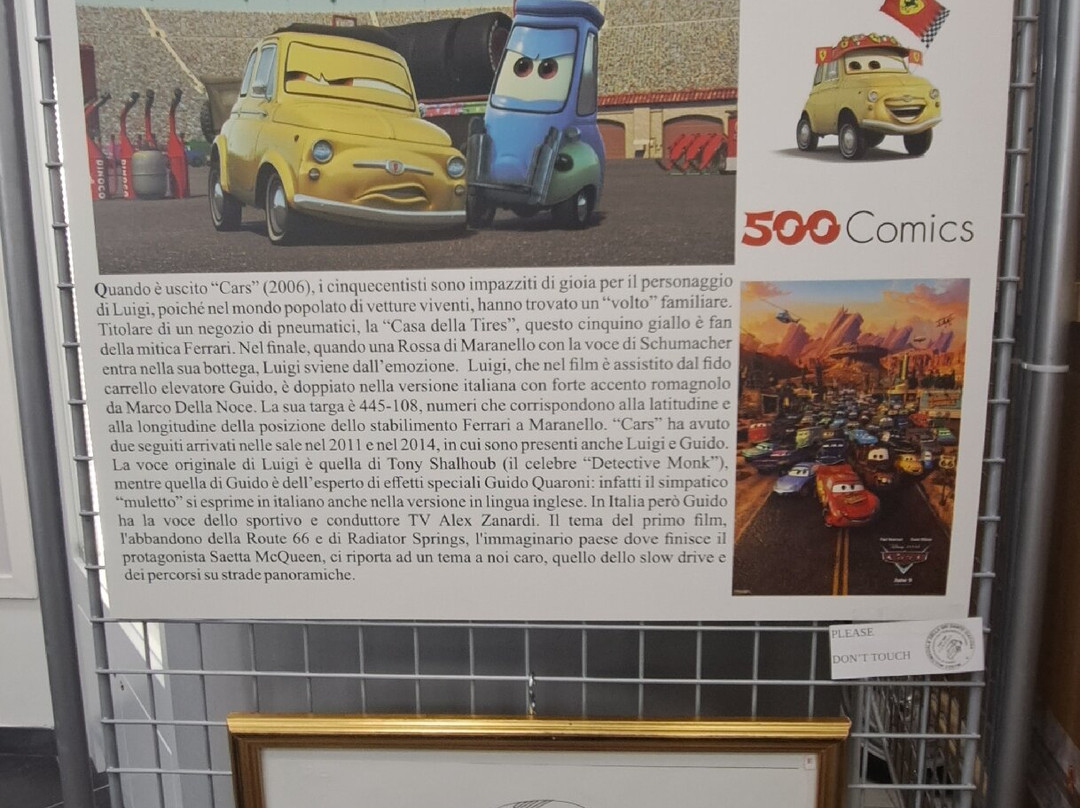 500 Comics
Quando è uscito “Cars” (2006), i cinquecentisti sono impazziti di gioia per il personaggio
di Luigi, poiché nel mondo popolato di vetture viventi, hanno trovato un “volto” familiare.
Titolare di un negozio di pneumatici, la “Casa della Tires”, questo cinquino giallo è fan
della mitica Ferrari. Nel finale, quando una Rossa di Maranello con la voce di Schumacher
entra nella sua bottega, Luigi sviene dall’emozione. Luigi, che nel film è assistito dal fido
carrello elevatore Guido, è doppiato nella versione italiana con forte accento romagnolo
da Marco Della Noce. La sua targa è 445-108, numeri che corrispondono alla latitudine e
alla longitudine della posizione dello stabilimento Ferrari a Maranello. “Cars” ha avuto
due seguiti arrivati nelle sale nel 2011 e nel 2014, in cui sono presenti anche Luigi e Guido.
La voce originale di Luigi è quella di Tony Shalhoub (il celebre “Detective Monk”),
mentre quella di Guido è dell’esperto di effetti speciali Guido Quaroni: infatti il simpatico
“muletto” si esprime in italiano anche nella versione in lingua inglese. In Italia però Guido
ha la voce dello sportivo e conduttore TV Alex Zanardi. Il tema del primo film,
l'abbandono della Route 66 e di Radiator Springs, l'immaginario paese dove finisce il
protagonista Saetta McQueen, ci riporta ad un tema a noi caro, quello dello slow drive e
dei percorsi su strade panoramiche.
PLEASE
DON'T TOUCH